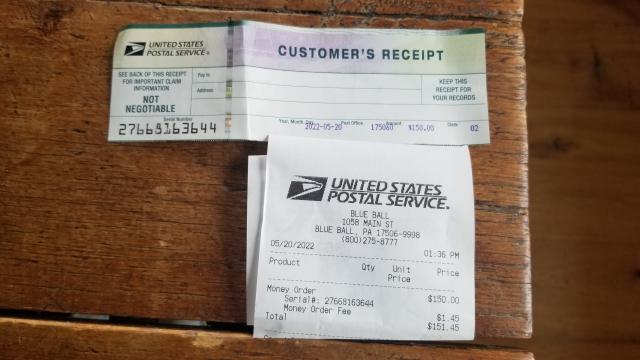 UNITED STATES
POSTAL SERVICE®
CUSTOMER'S RECEIPT
SEE BACK OF THIS RECEIPT
FOR IMPORTANT CLAIM
INFORMATION
NOT
NEGOTIABLE
Pay to
Address
KEEP THIS
RECEIPT FOR
YOUR RECORDS
Serial Number
27668163644
Year, Month, Day
Post Office
Amount
Clerk
2022-05-20 $150.00 02
UNITED STATES
POSTAL SERVICE®
BLUE BALL
1058 MAIN ST
BLUE BALL, PA 17506-9998
(800)275-8777
05/20/2022 01:36 PM
Product Qty Unit Price
Price
Money Order $150.00
Serial#: 27668163644
Money Order Fee $1.45
Total $151.45